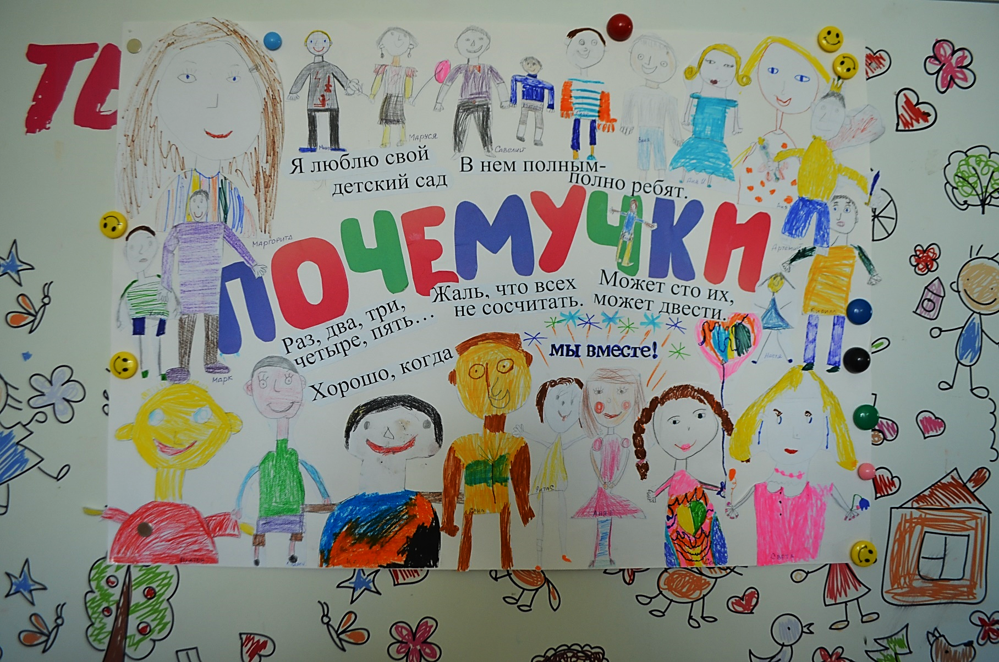 Маруся
Савелий
Я люблю свой
детский сад
В нем полным-
полно ребят.
Маргорита
ПОЧЕМУЧКИ
Артемий
Раз, два, три,
четыре, пять...
Жаль, что всех
не сосчитать.
Может сто их,
может двести.
Кирилл
Хорошо, когда
мы вместе!
Настя
Марк
Рита С
Саша
Света